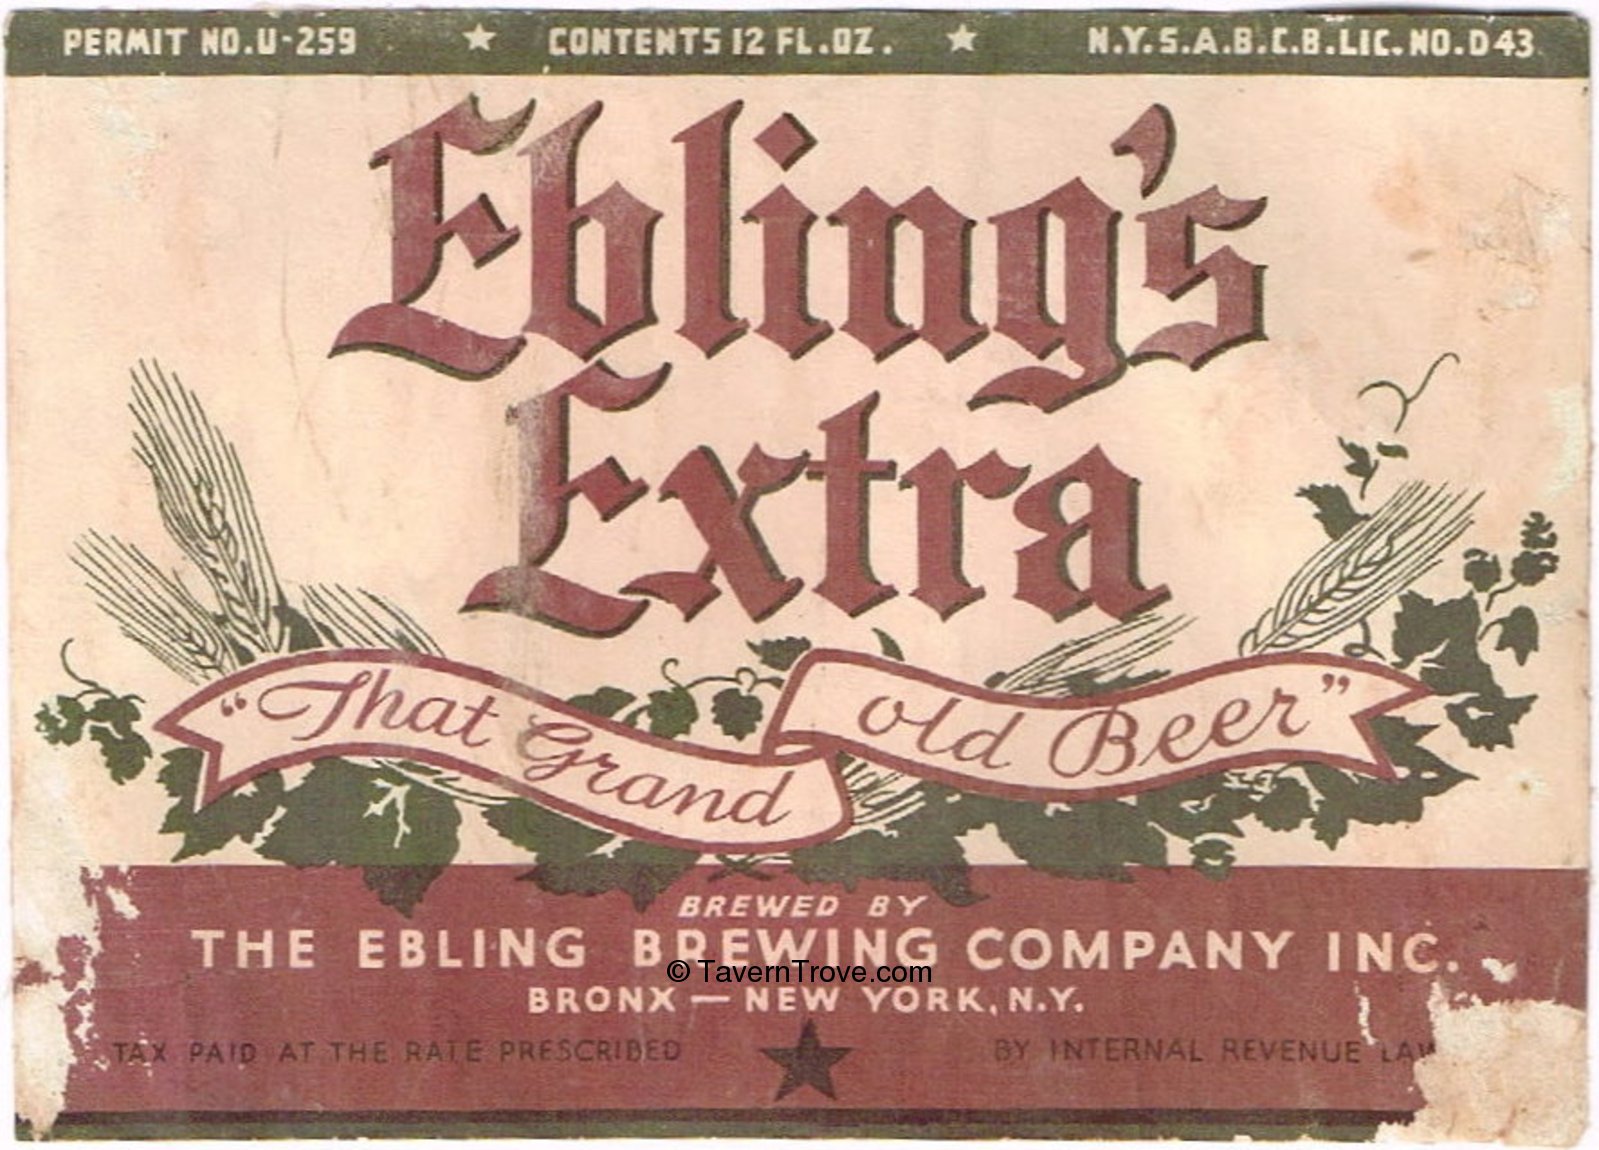 PERMIT NO.U-259 ★ CONTENTS 12 FL.OZ. ★ N.Y.S.A.B.C.B.LIC.NO.D43
Ebling's
Extra
"That Grand old Beer"
BREWED BY
THE EBLING BREWING COMPANY INC.
© TavernTrove.com
BRONX — NEW YORK, N.Y.
TAX PAID AT THE RATE PRESCRIBED ★ BY INTERNAL REVENUE LAW